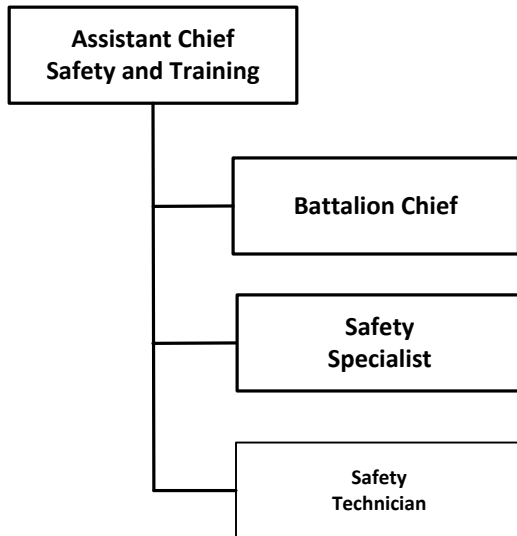 Assistant Chief
Safety and Training
Battalion Chief
Safety
Specialist
Safety
Technician